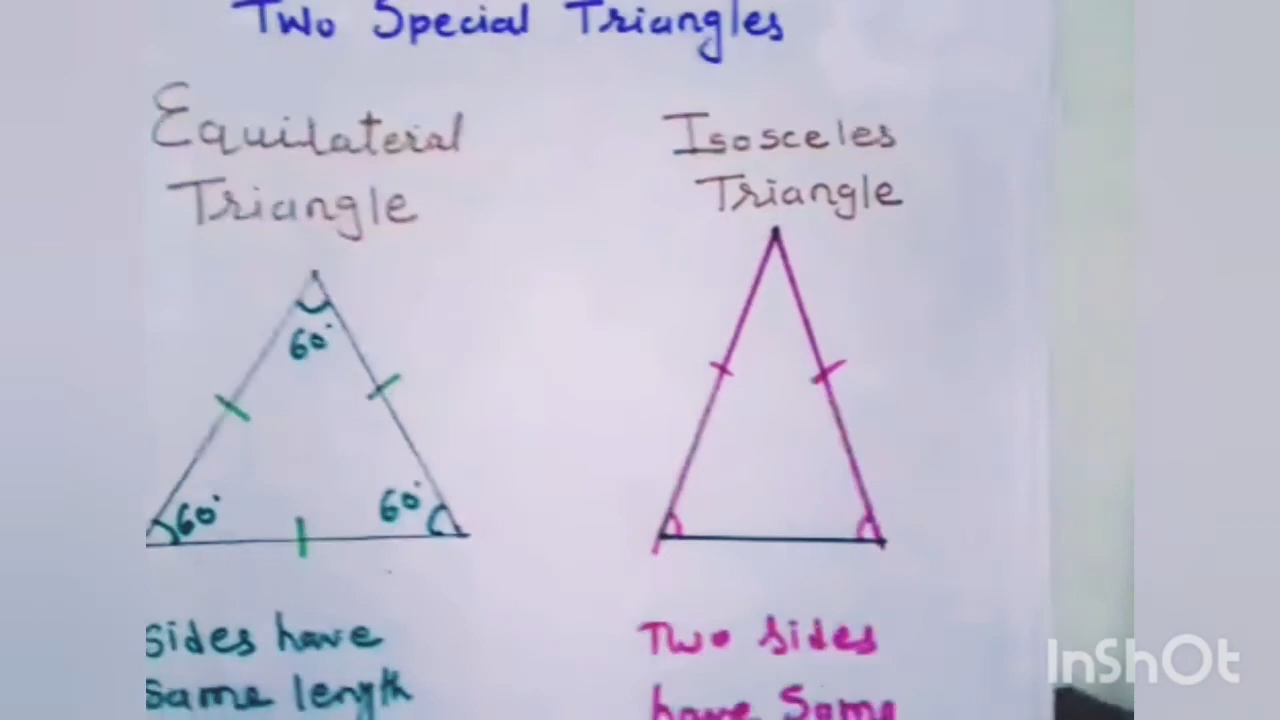 Two Special Triangles
Equilateral
Triangle
Isosceles
Triangle
60°
60°
60°
sides have
same length
Two sides
have Same
InShOt